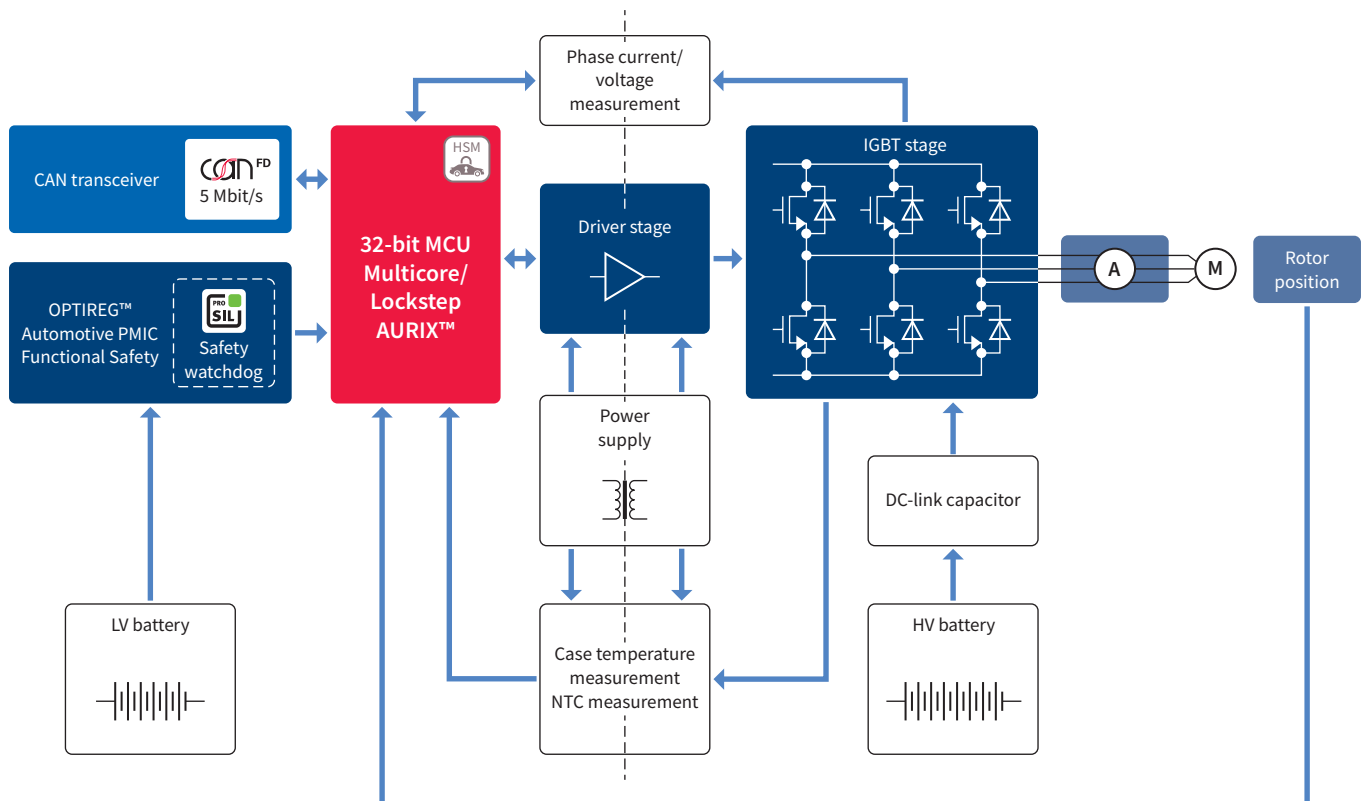 Phase current/
voltage
measurement
CAN transceiver
CAN FD
5 Mbit/s
HSM
32-bit MCU
Multicore/
Lockstep
AURIX™
Driver stage
IGBT stage
A
M
Rotor
position
OPTIREG™
Automotive PMIC
Functional Safety
PRO
SIL
Safety
watchdog
Power
supply
DC-link capacitor
LV battery
Case temperature
measurement
NTC measurement
HV battery